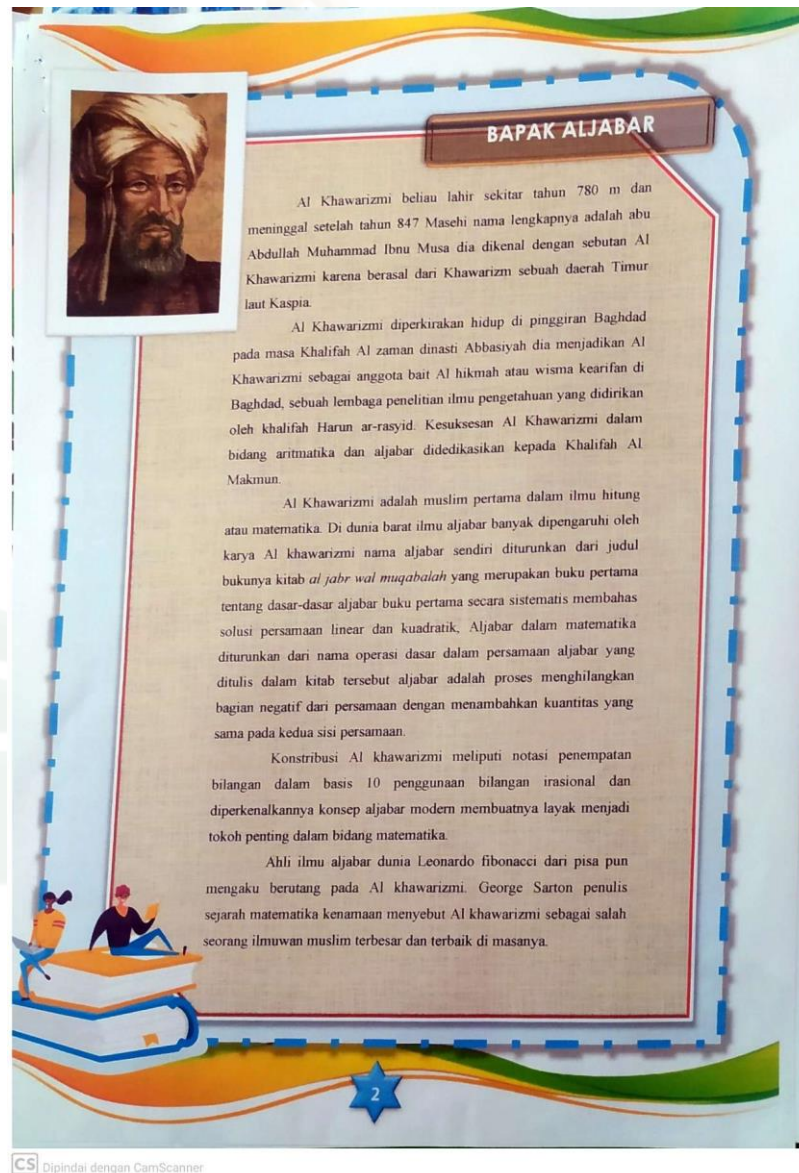 BAPAK ALJABAR
Al Khawarizmi beliau lahir sekitar tahun 780 m dan
meninggal setelah tahun 847 Masehi nama lengkapnya adalah abu
Abdullah Muhammad Ibnu Musa dia dikenal dengan sebutan Al
Khawarizmi karena berasal dari Khawarizm sebuah daerah Timur
laut Kaspia.
Al Khawarizmi diperkirakan hidup di pinggiran Baghdad
pada masa Khalifah Al zaman dinasti Abbasiyah dia menjadikan Al
Khawarizmi sebagai anggota bait Al hikmah atau wisma kearifan di
Baghdad, sebuah lembaga penelitian ilmu pengetahuan yang didirikan
oleh khalifah Harun ar-rasyid. Kesuksesan Al Khawarizmi dalam
bidang aritmatika dan aljabar didedikasikan kepada Khalifah Al
Makmun.
Al Khawarizmi adalah muslim pertama dalam ilmu hitung
atau matematika. Di dunia barat ilmu aljabar banyak dipengaruhi oleh
karya Al khawarizmi nama aljabar sendiri diturunkan dari judul
bukunya kitab al jabr wal muqabalah yang merupakan buku pertama
tentang dasar-dasar aljabar buku pertama secara sistematis membahas
solusi persamaan linear dan kuadratik, Aljabar dalam matematika
diturunkan dari nama operasi dasar dalam persamaan aljabar yang
ditulis dalam kitab tersebut aljabar adalah proses menghilangkan
bagian negatif dari persamaan dengan menambahkan kuantitas yang
sama pada kedua sisi persamaan.
Konstribusi Al khawarizmi meliputi notasi penempatan
bilangan dalam basis 10 penggunaan bilangan irasional dan
diperkenalkannya konsep aljabar modern membuatnya layak menjadi
tokoh penting dalam bidang matematika.
Ahli ilmu aljabar dunia Leonardo fibonacci dari pisa pun
mengaku berutang pada Al khawarizmi. George Sarton penulis
sejarah matematika kenamaan menyebut Al khawarizmi sebagai salah
seorang ilmuwan muslim terbesar dan terbaik di masanya.
2
CS Dipindai dengan CamScanner